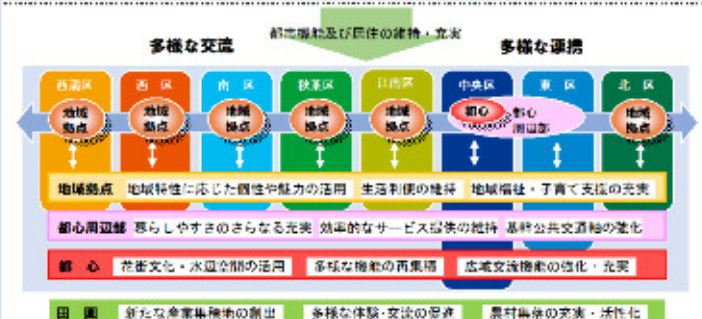 都市機能及び居住の維持・充実
多様な交流
多様な連携
西蒲区
西 区
南 区
秋葉区
江南区
中央区
東 区
北 区
地域
拠点
地域
拠点
地域
拠点
地域
拠点
地域
拠点
都心
都心
周辺部
地域
拠点
地域拠点 地域特性に応じた個性や魅力の活用 生活利便の維持 地域福祉・子育て支援の充実
都心周辺部 暮らしやすさのさらなる充実 効率的なサービス提供の維持 基幹公共交通軸の強化
都 心 花街文化・水辺空間の活用 多様な機能の再集積 広域交流機能の強化・充実
田 園 新たな産業集積地の創出 多様な体験・交流の促進 農村集落の充実・活性化